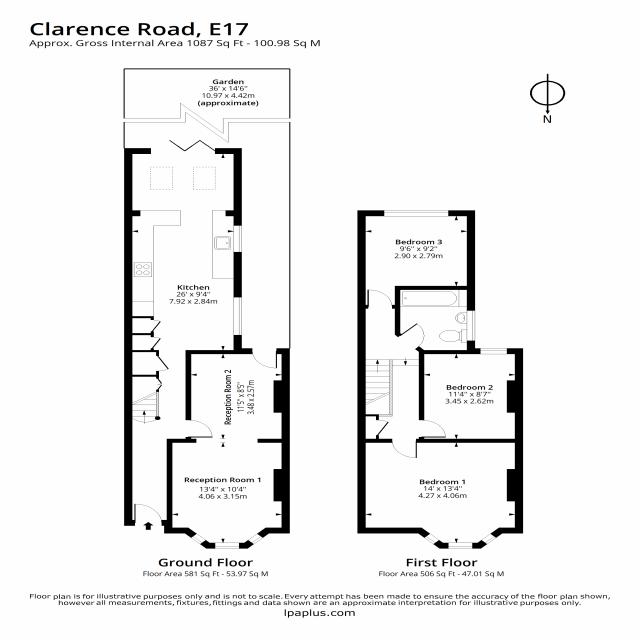 Clarence Road, E17
Approx. Gross Internal Area 1087 Sq Ft - 100.98 Sq M
Garden
36' x 14'6"
10.97 x 4.42m
(approximate)
N
Kitchen
26' x 9'4"
7.92 x 2.84m
Reception Room 2
11'5" x 8'5"
3.48 x 2.57m
Reception Room 1
13'4" x 10'4"
4.06 x 3.15m
Bedroom 3
9'6" x 9'2"
2.90 x 2.79m
Bedroom 2
11'4" x 8'7"
3.45 x 2.62m
Bedroom 1
14' x 13'4"
4.27 x 4.06m
Ground Floor
Floor Area 581 Sq Ft - 53.97 Sq M
First Floor
Floor Area 506 Sq Ft - 47.01 Sq M
Floor plan is for illustrative purposes only and is not to scale. Every attempt has been made to ensure the accuracy of the floor plan shown,
however all measurements, fixtures, fittings and data shown are an approximate interpretation for illustrative purposes only.
lpaplus.com